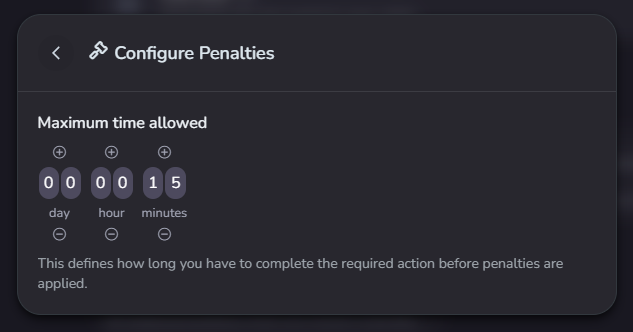 Configure Penalties
Maximum time allowed
0 0 0 0 1 5
day hour minutes
This defines how long you have to complete the required action before penalties are
applied.